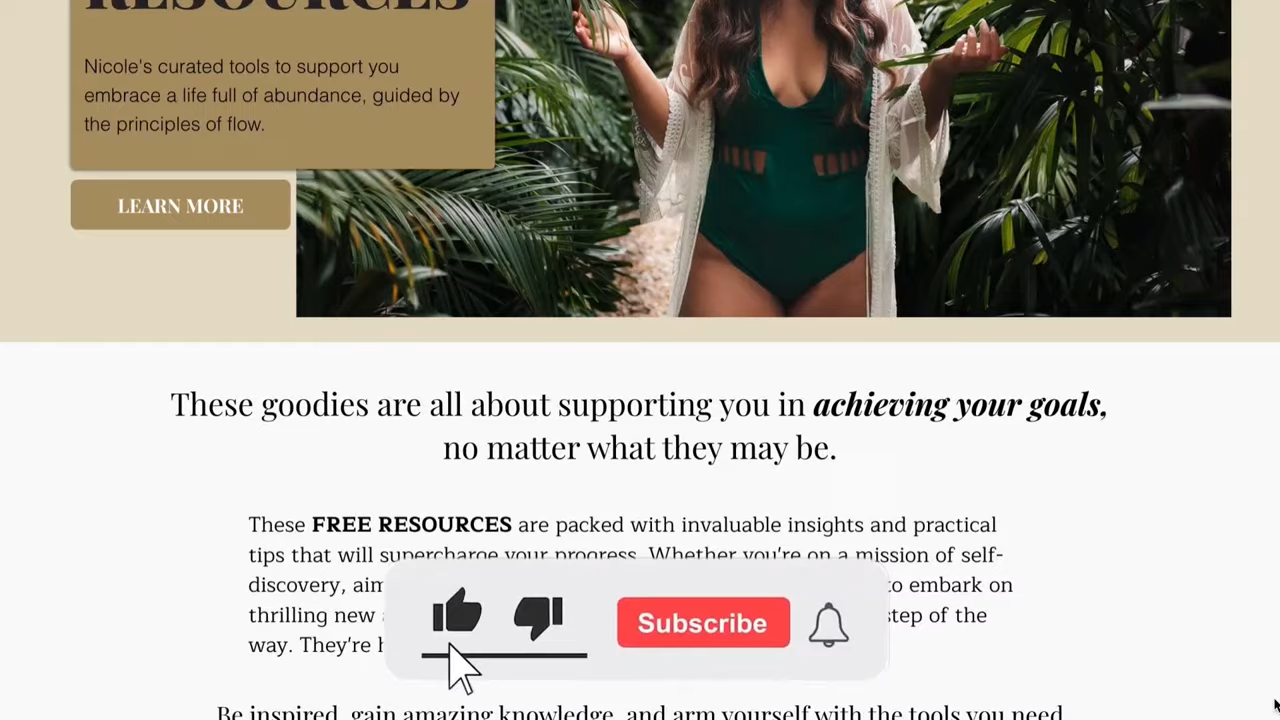 RESOURCES
Nicole's curated tools to support you
embrace a life full of abundance, guided by
the principles of flow.
LEARN MORE
These goodies are all about supporting you in achieving your goals,
no matter what they may be.
These FREE RESOURCES are packed with invaluable insights and practical
tips that will supercharge your progress. Whether you're on a mission of self-
discovery, to embark on
thrilling new step of the
way. They're
Subscribe
Be inspired, gain amazing knowledge, and arm yourself with the tools you need